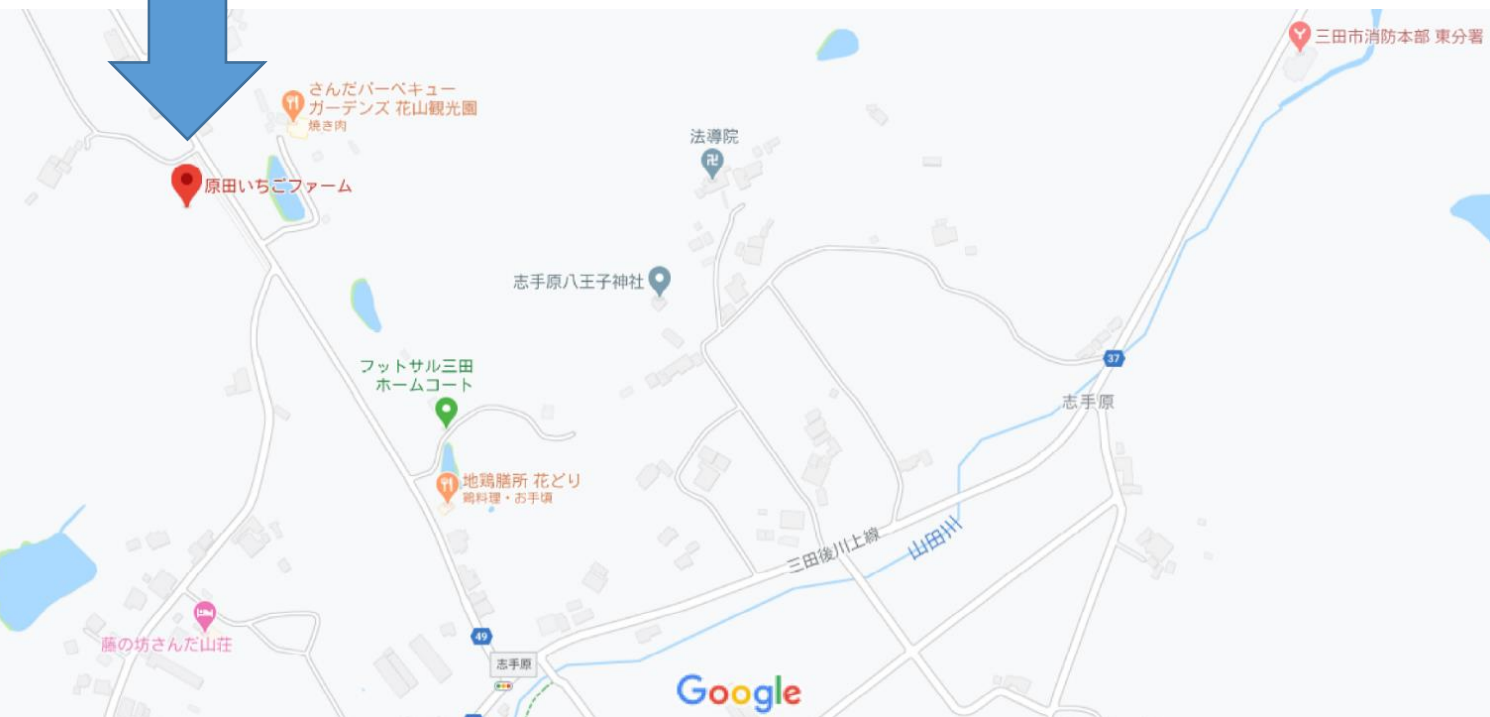 三田市消防本部 東分署
さんだバーベキュー
ガーデンズ 花山観光園
焼き肉
法導院
卍
原田いちごファーム
志手原八王子神社
37
フットサル三田
ホームコート
志手原
地鶏膳所 花どり
鶏料理・お手頃
三田後川上線
山田川
藤の坊さんだ山荘
49
志手原
Google